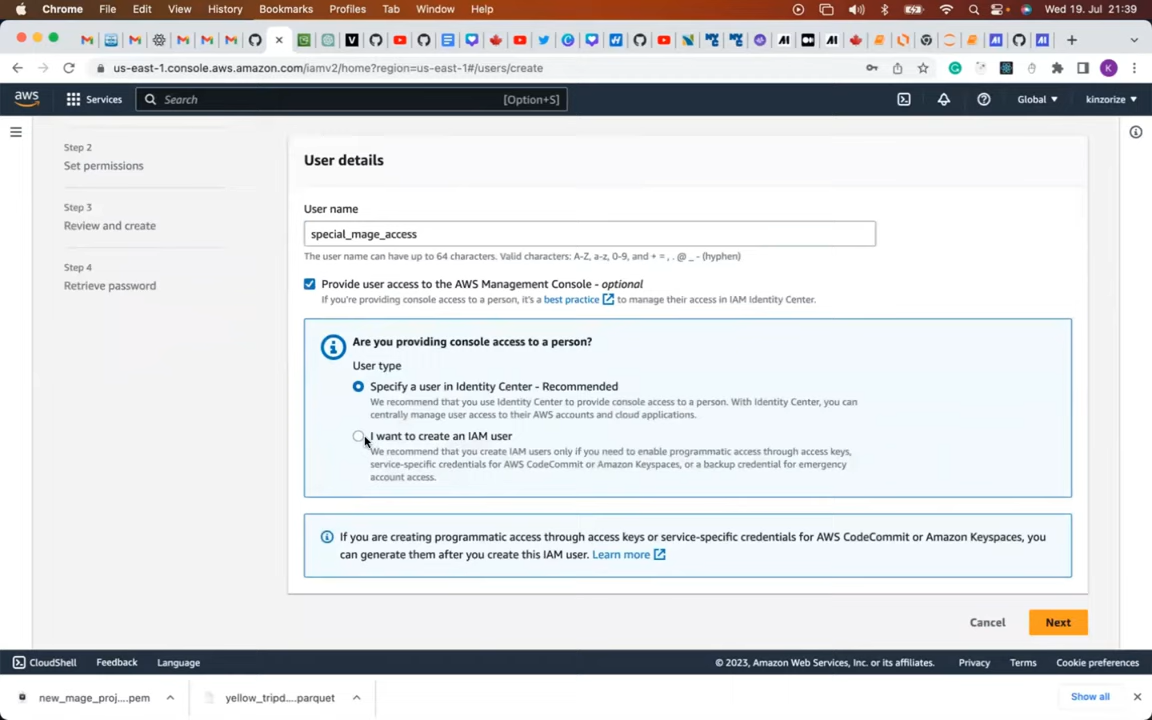 Chrome File Edit View History Bookmarks Profiles Tab Window Help Wed 19. Jul 21:39
us-east-1.console.aws.amazon.com/iamv2/home?region=us-east-1#/users/create
aws Services Search [Option+S] Global kinzorize
Step 2
Set permissions
Step 3
Review and create
Step 4
Retrieve password
User details
User name
special_mage_access
The user name can have up to 64 characters. Valid characters: A-Z, a-z, 0-9, and + = , . @ _ - (hyphen)
Provide user access to the AWS Management Console - optional
If you're providing console access to a person, it's a best practice to manage their access in IAM Identity Center.
Are you providing console access to a person?
User type
Specify a user in Identity Center - Recommended
We recommend that you use Identity Center to provide console access to a person. With Identity Center, you can
centrally manage user access to their AWS accounts and cloud applications.
I want to create an IAM user
We recommend that you create IAM users only if you need to enable programmatic access through access keys,
service-specific credentials for AWS CodeCommit or Amazon Keyspaces, or a backup credential for emergency
account access.
If you are creating programmatic access through access keys or service-specific credentials for AWS CodeCommit or Amazon Keyspaces, you
can generate them after you create this IAM user. Learn more
Cancel Next
CloudShell Feedback Language © 2023, Amazon Web Services, Inc. or its affiliates. Privacy Terms Cookie preferences
new_mage_proj....pem yellow_tripd....parquet Show all